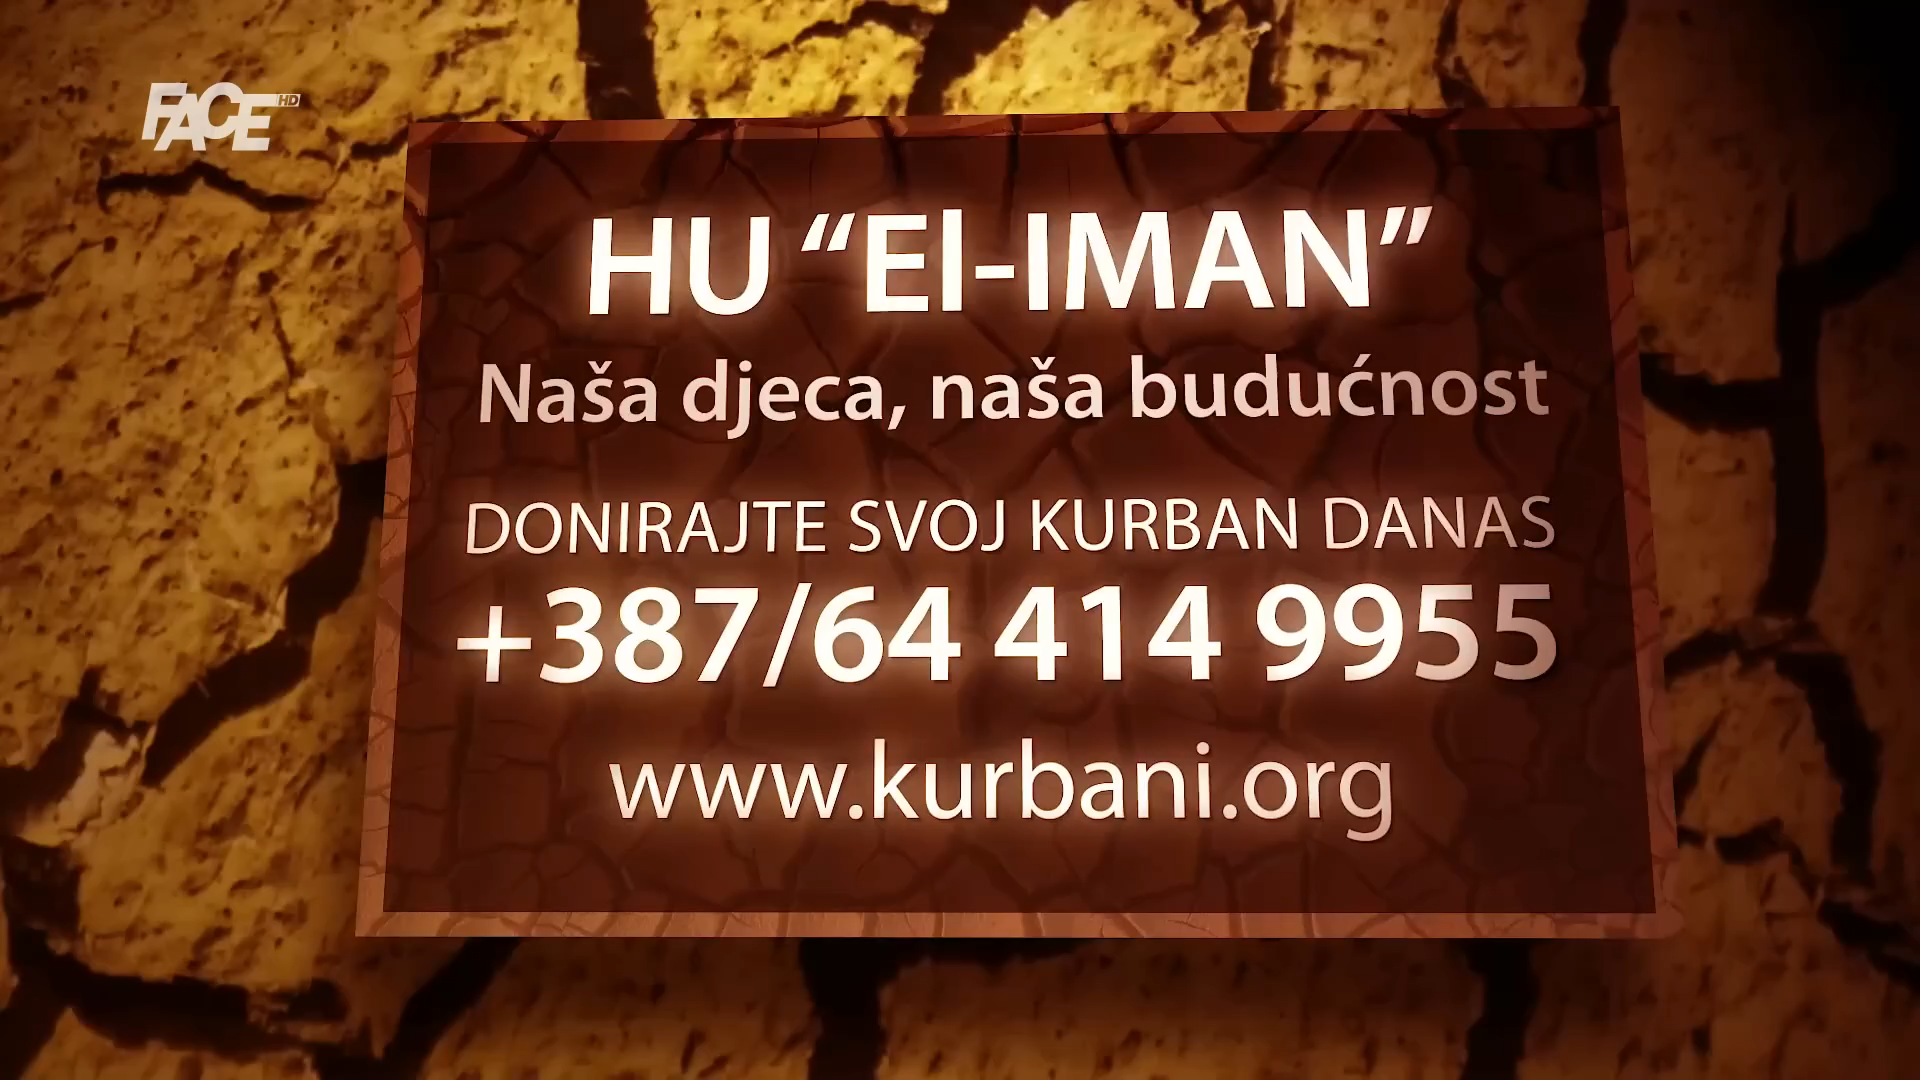 FACE HD
HU “El-IMAN”
Naša djeca, naša budućnost
DONIRAJTE SVOJ KURBAN DANAS
+387/64 414 9955
www.kurbani.org